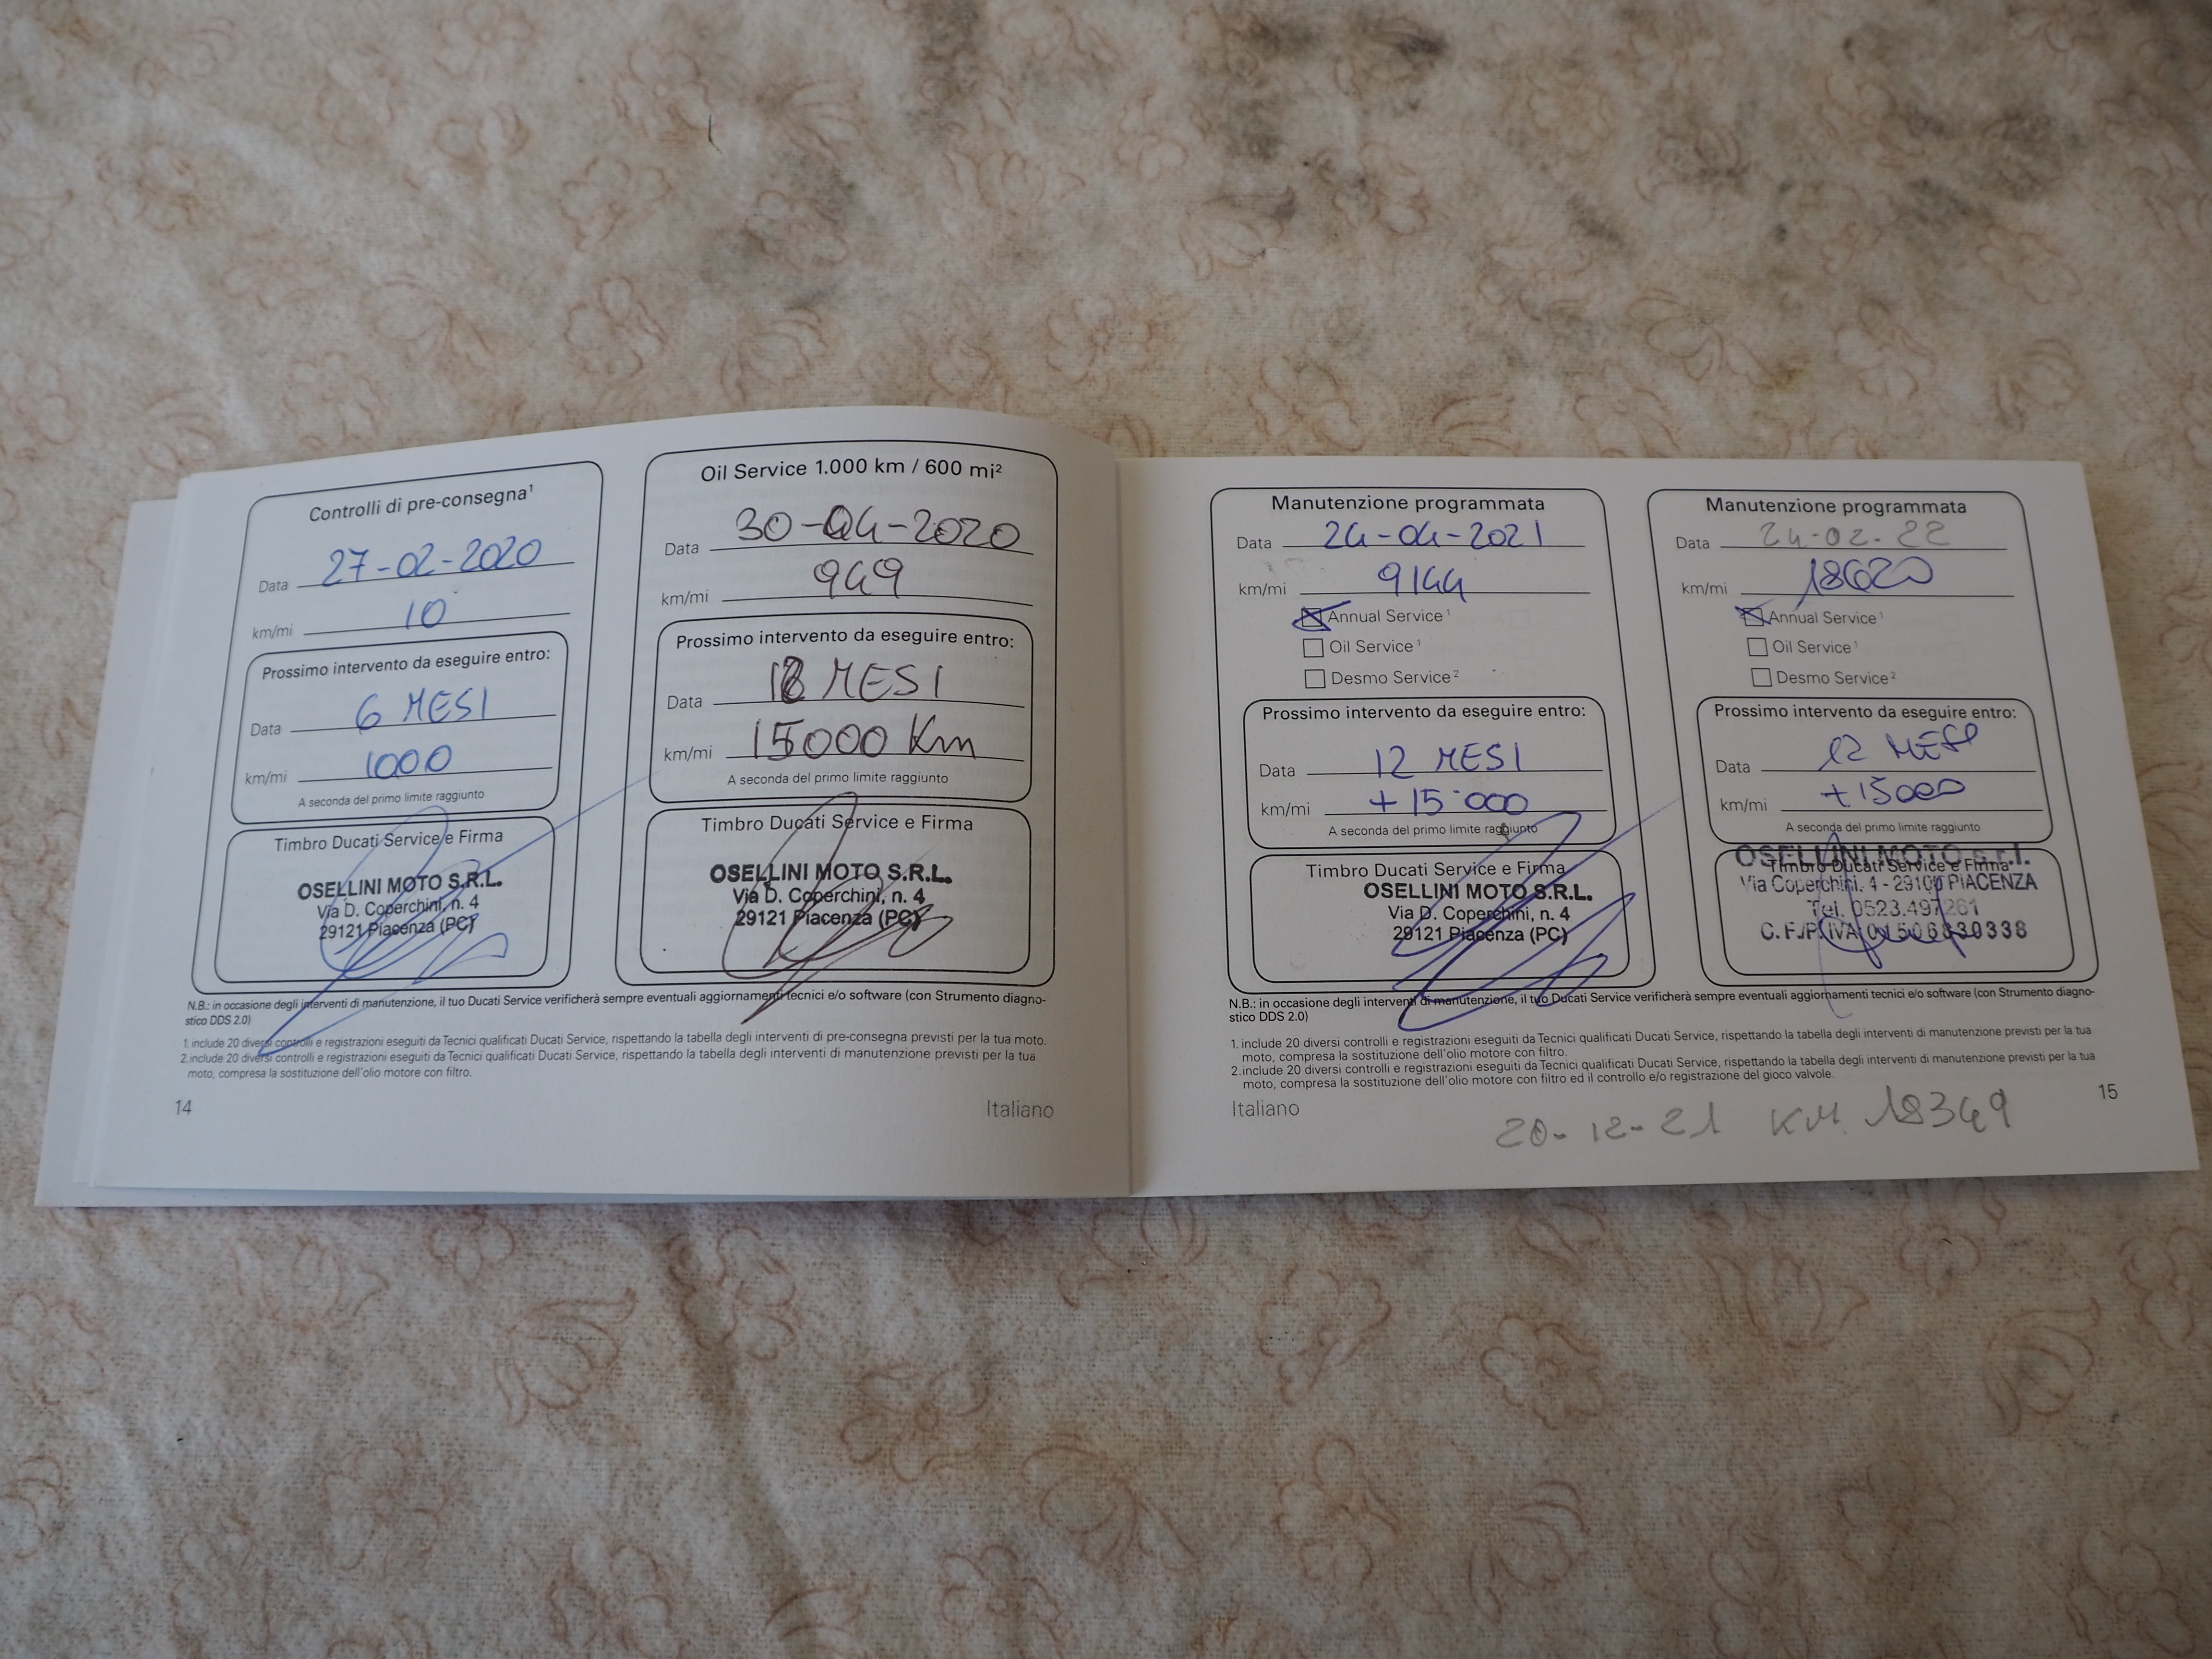 Controlli di pre-consegna¹
Data 27-02-2020
km/mi 10
Prossimo intervento da eseguire entro:
Data 6 MESI
km/mi 1000
A seconda del primo limite raggiunto
Timbro Ducati Service e Firma
OSELLINI MOTO S.R.L.
Via D. Coperchini, n. 4
29121 Piacenza (PC)
Oil Service 1.000 km / 600 mi²
Data 30-04-2020
km/mi 949
Prossimo intervento da eseguire entro:
Data MESI
km/mi 15000 Km
A seconda del primo limite raggiunto
Timbro Ducati Service e Firma
OSELLINI MOTO S.R.L.
Via D. Coperchini, n. 4
29121 Piacenza (PC)
N.B.: in occasione degli interventi di manutenzione, il tuo Ducati Service verificherà sempre eventuali aggiornamenti tecnici e/o software (con Strumento diagno-
stico DDS 2.0)
1. include 20 diversi controlli e registrazioni eseguiti da Tecnici qualificati Ducati Service, rispettando la tabella degli interventi di pre-consegna previsti per la tua moto.
2. include 20 diversi controlli e registrazioni eseguiti da Tecnici qualificati Ducati Service, rispettando la tabella degli interventi di manutenzione previsti per la tua
moto, compresa la sostituzione dell'olio motore con filtro.
14
Italiano
Manutenzione programmata
Data 24-04-2021
km/mi 9144
Annual Service¹
Oil Service¹
Desmo Service²
Prossimo intervento da eseguire entro:
Data 12 MESI
km/mi +15.000
A seconda del primo limite raggiunto
Timbro Ducati Service e Firma
OSELLINI MOTO S.R.L.
Via D. Coperchini, n. 4
29121 Piacenza (PC)
Manutenzione programmata
Data 24-02-22
km/mi 18620
Annual Service¹
Oil Service¹
Desmo Service²
Prossimo intervento da eseguire entro:
Data 12 MESI
km/mi +15000
A seconda del primo limite raggiunto
OSELLINI MOTO s.r.l.
Timbro Ducati Service e Firma
Via Coperchini, 4 - 29100 PIACENZA
Tel. 0523.497261
C.F./P.IVA 01506830338
N.B.: in occasione degli interventi di manutenzione, il tuo Ducati Service verificherà sempre eventuali aggiornamenti tecnici e/o software (con Strumento diagno-
stico DDS 2.0)
1. include 20 diversi controlli e registrazioni eseguiti da Tecnici qualificati Ducati Service, rispettando la tabella degli interventi di manutenzione previsti per la tua
moto, compresa la sostituzione dell'olio motore con filtro.
2. include 20 diversi controlli e registrazioni eseguiti da Tecnici qualificati Ducati Service, rispettando la tabella degli interventi di manutenzione previsti per la tua
moto, compresa la sostituzione dell'olio motore con filtro ed il controllo e/o registrazione del gioco valvole.
Italiano
15
20-12-21 KM. 18349